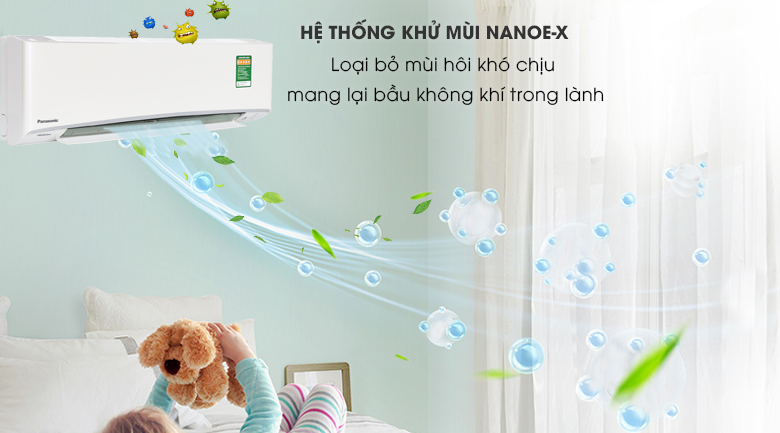 HỆ THỐNG KHỬ MÙI NANOE-X
Loại bỏ mùi hôi khó chịu
mang lại bầu không khí trong lành
Panasonic